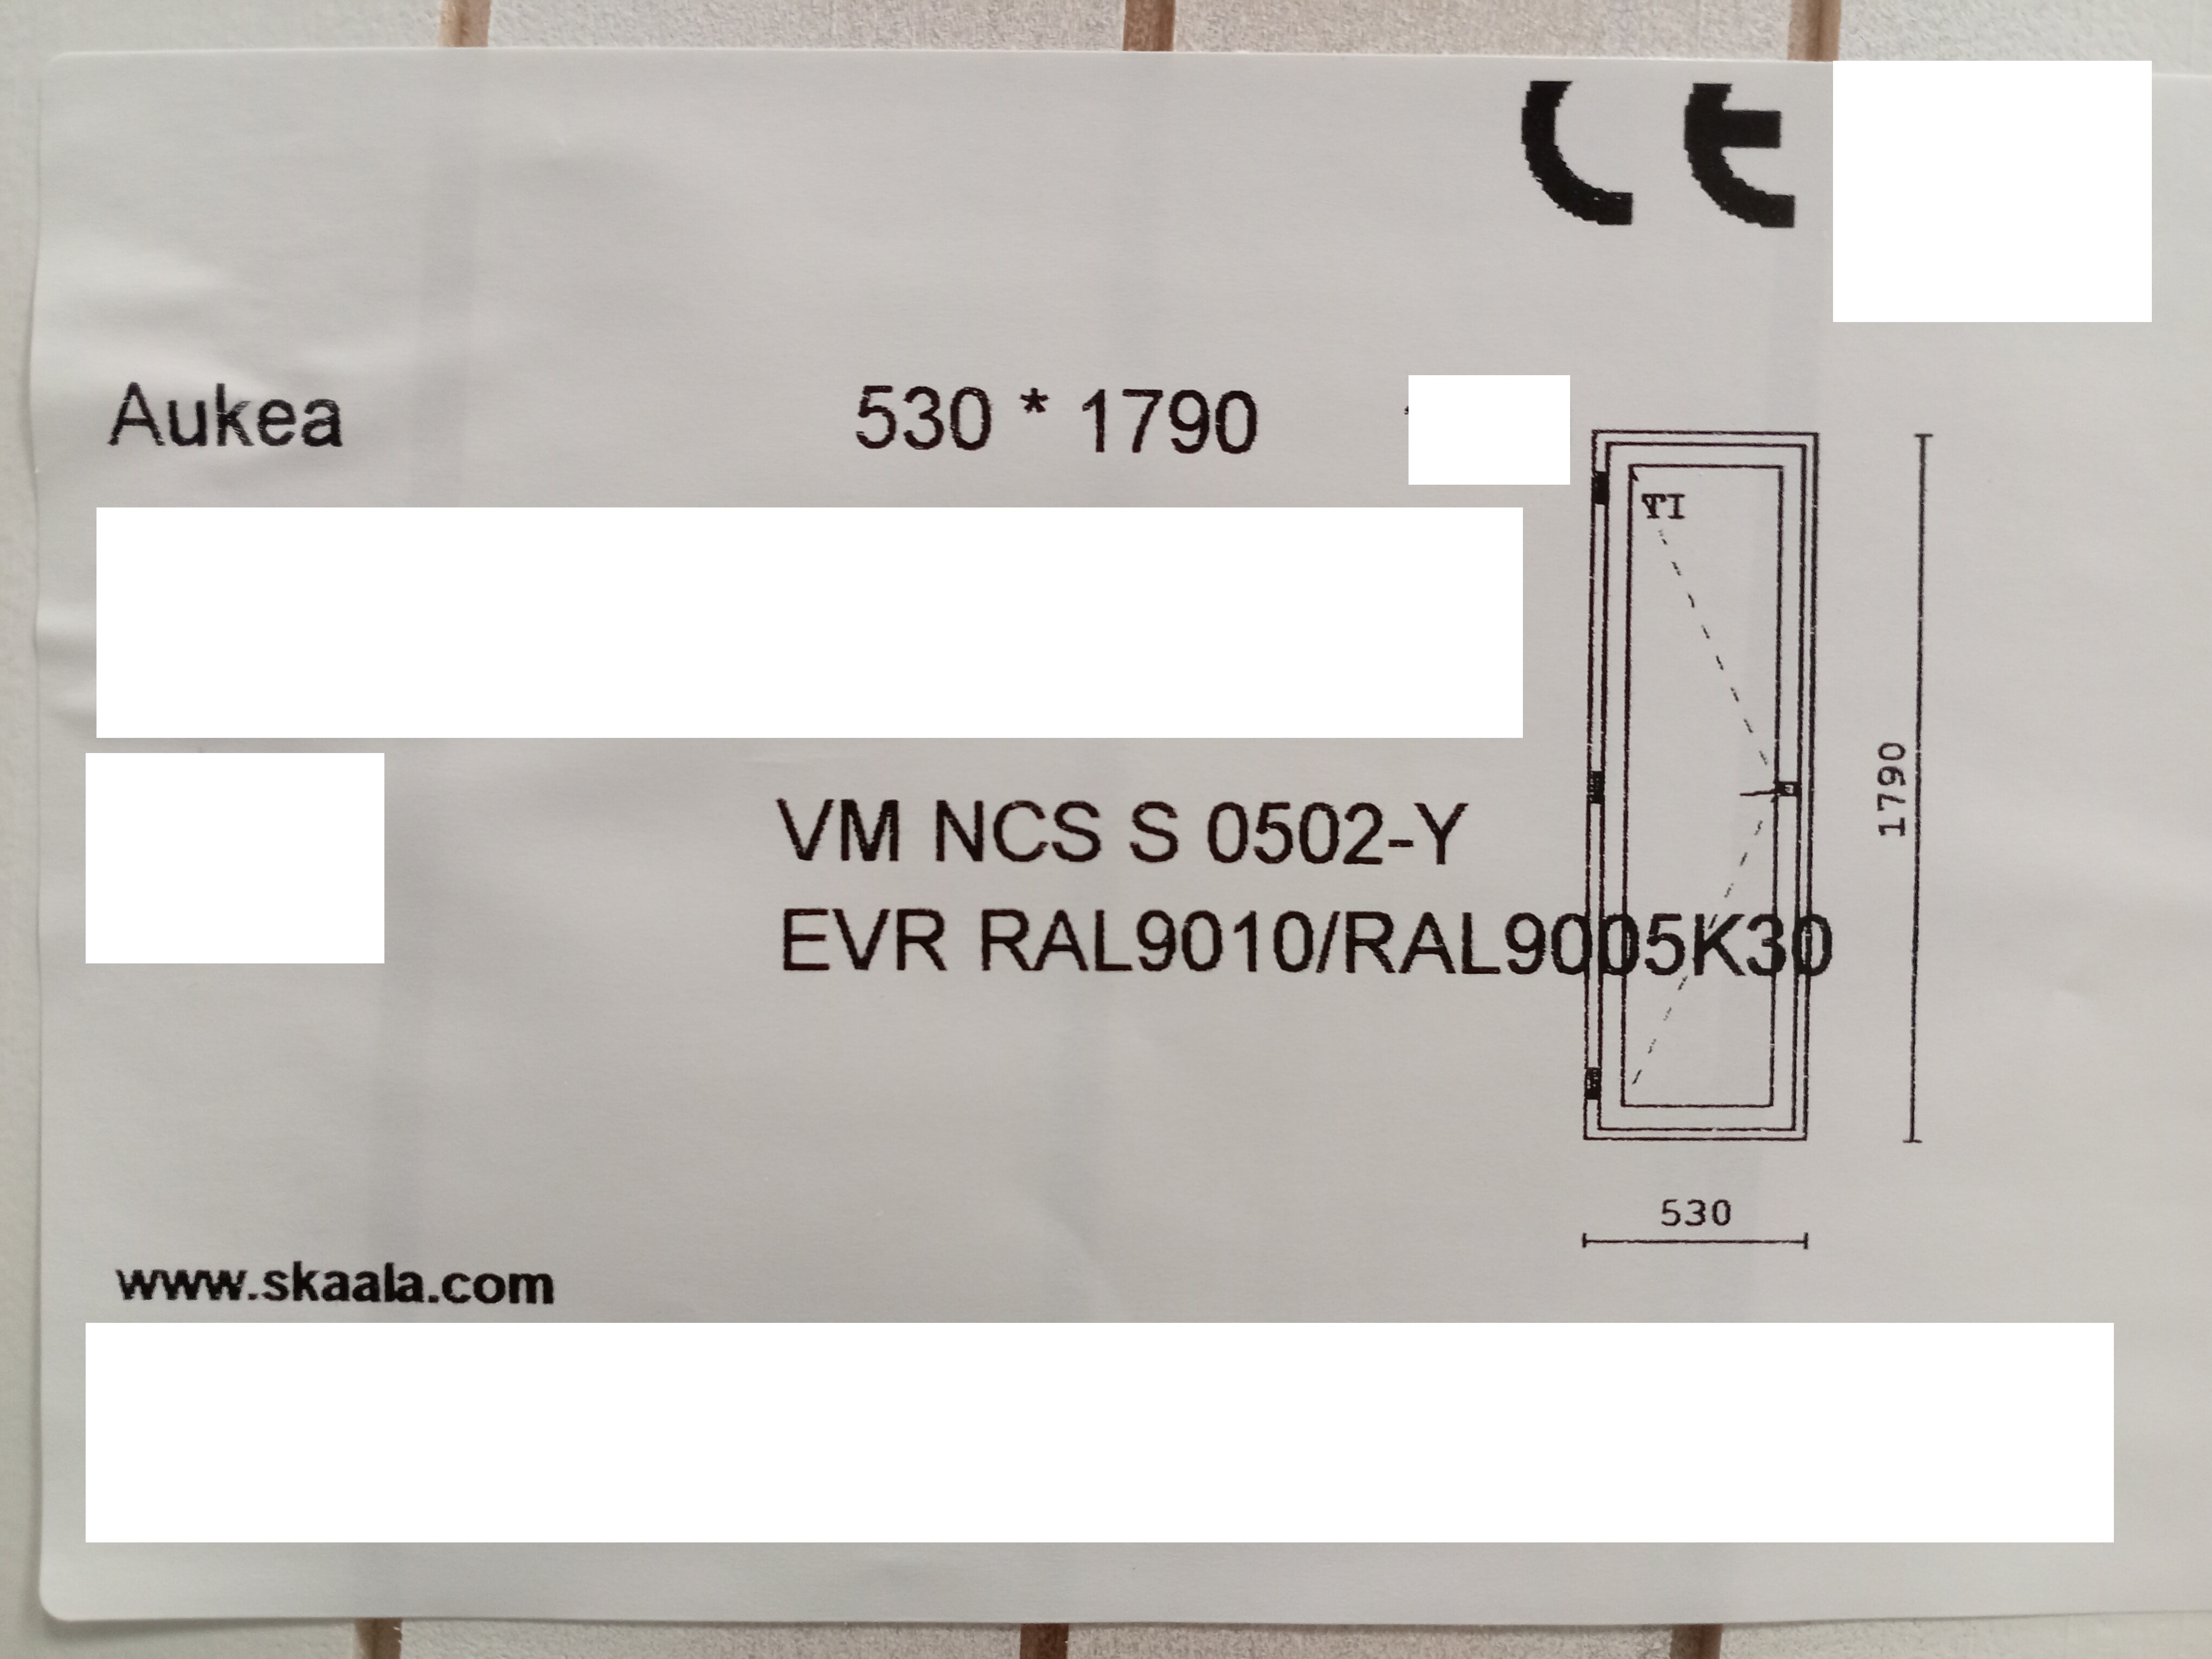 CE
Aukea 530 * 1790
TI
1790
VM NCS S 0502-Y
EVR RAL9010/RAL9005K30
530
www.skaala.com